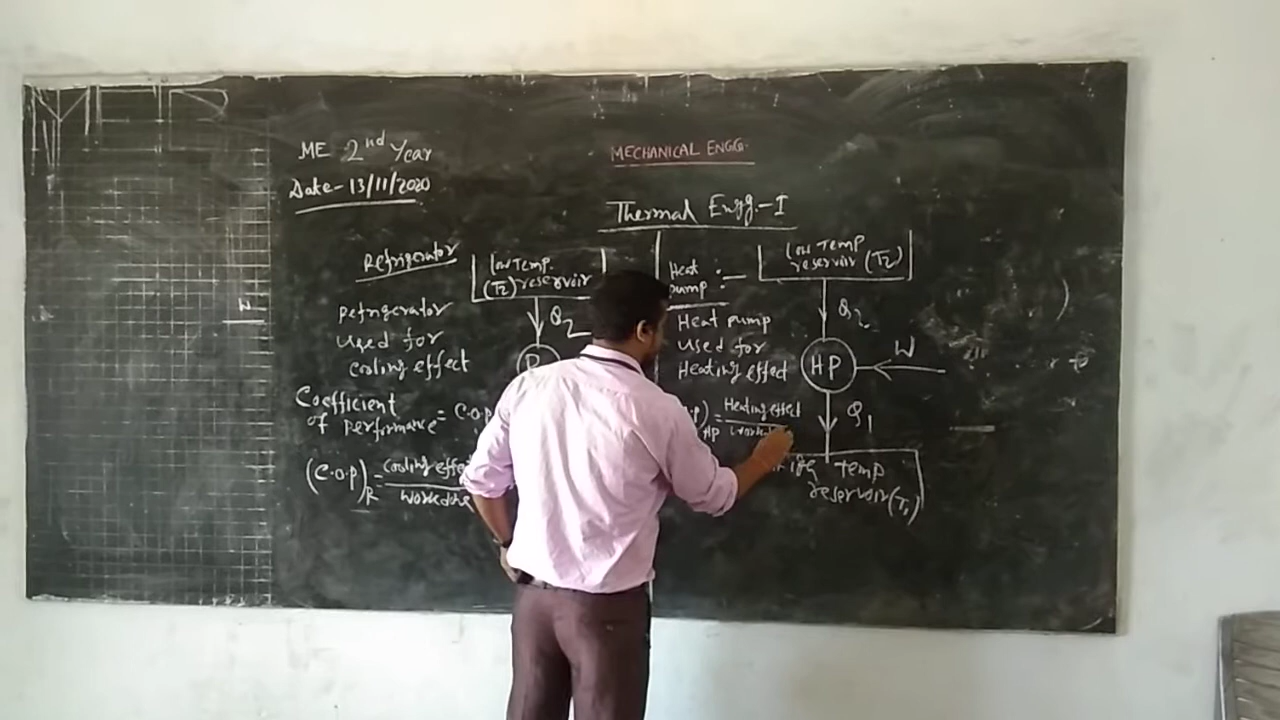 ME 2nd Year
Date-13/11/2020
MECHANICAL ENGG.
Thermal Engg.-I
Refrigerator
Low Temp.
(T2) reservoir
Q2
R
Refrigerator
used for
cooling effect
Coefficient
of Performance = C.O.P
(C.O.P)R = Cooling effect
workdone
Heat
pump :-
Low Temp
reservoir (T2)
Q2
Heat pump
used for
Heating effect
HP
W
HP = Heating effect
Q1
Temp
reservoir (T1)
W